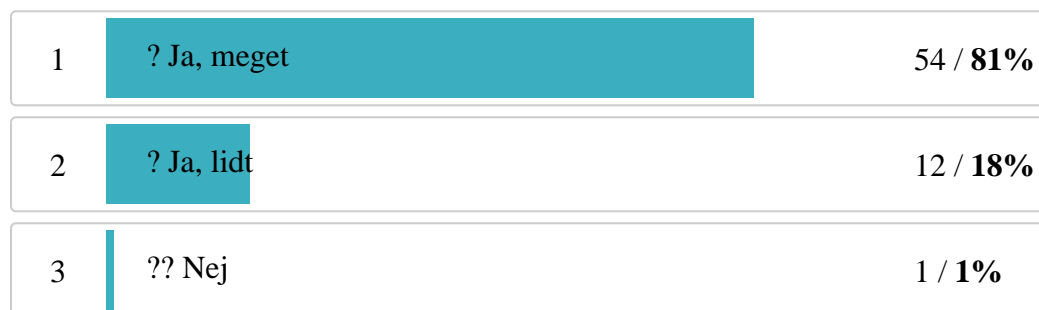 1 ? Ja, meget 54 / 81%
2 ? Ja, lidt 12 / 18%
3 ?? Nej 1 / 1%